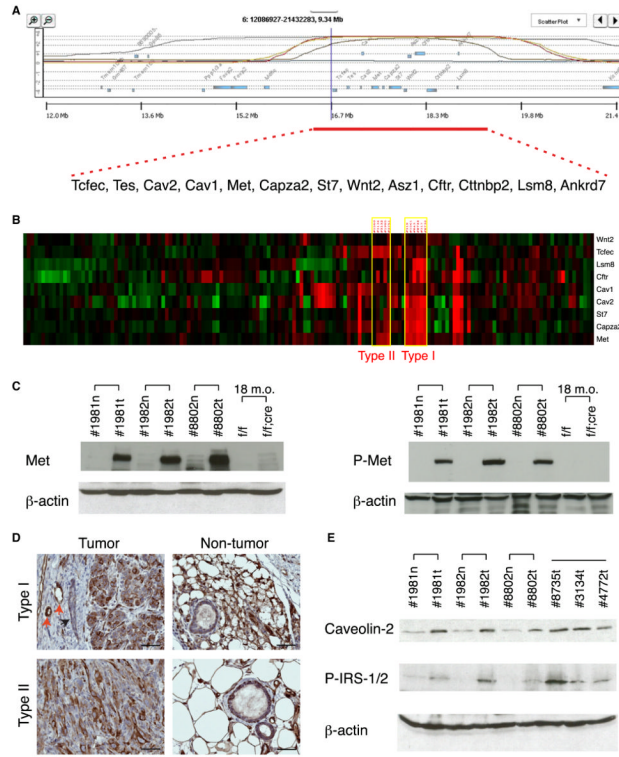 A
6: 12086927-21432283, 9.34 Mb
ScatterPlot
12.0 Mb 13.6 Mb 15.2 Mb 16.7 Mb 18.3 Mb 19.8 Mb 21.4
Tcfec, Tes, Cav2, Cav1, Met, Capza2, St7, Wnt2, Asz1, Cftr, Cttnbp2, Lsm8, Ankrd7
B
Wnt2
Tcfec
Lsm8
Cftr
Cav1
Cav2
St7
Capza2
Met
Type II Type I
C
#1981n #1981t #1982n #1982t #8802n #8802t 18 m.o. f/f f/f;cre
Met
β-actin
#1981n #1981t #1982n #1982t #8802n #8802t 18 m.o. f/f f/f;cre
P-Met
β-actin
D
Tumor Non-tumor
Type I
Type II
E
#1981n #1981t #1982n #1982t #8802n #8802t #8735t #3134t #4772t
Caveolin-2
P-IRS-1/2
β-actin